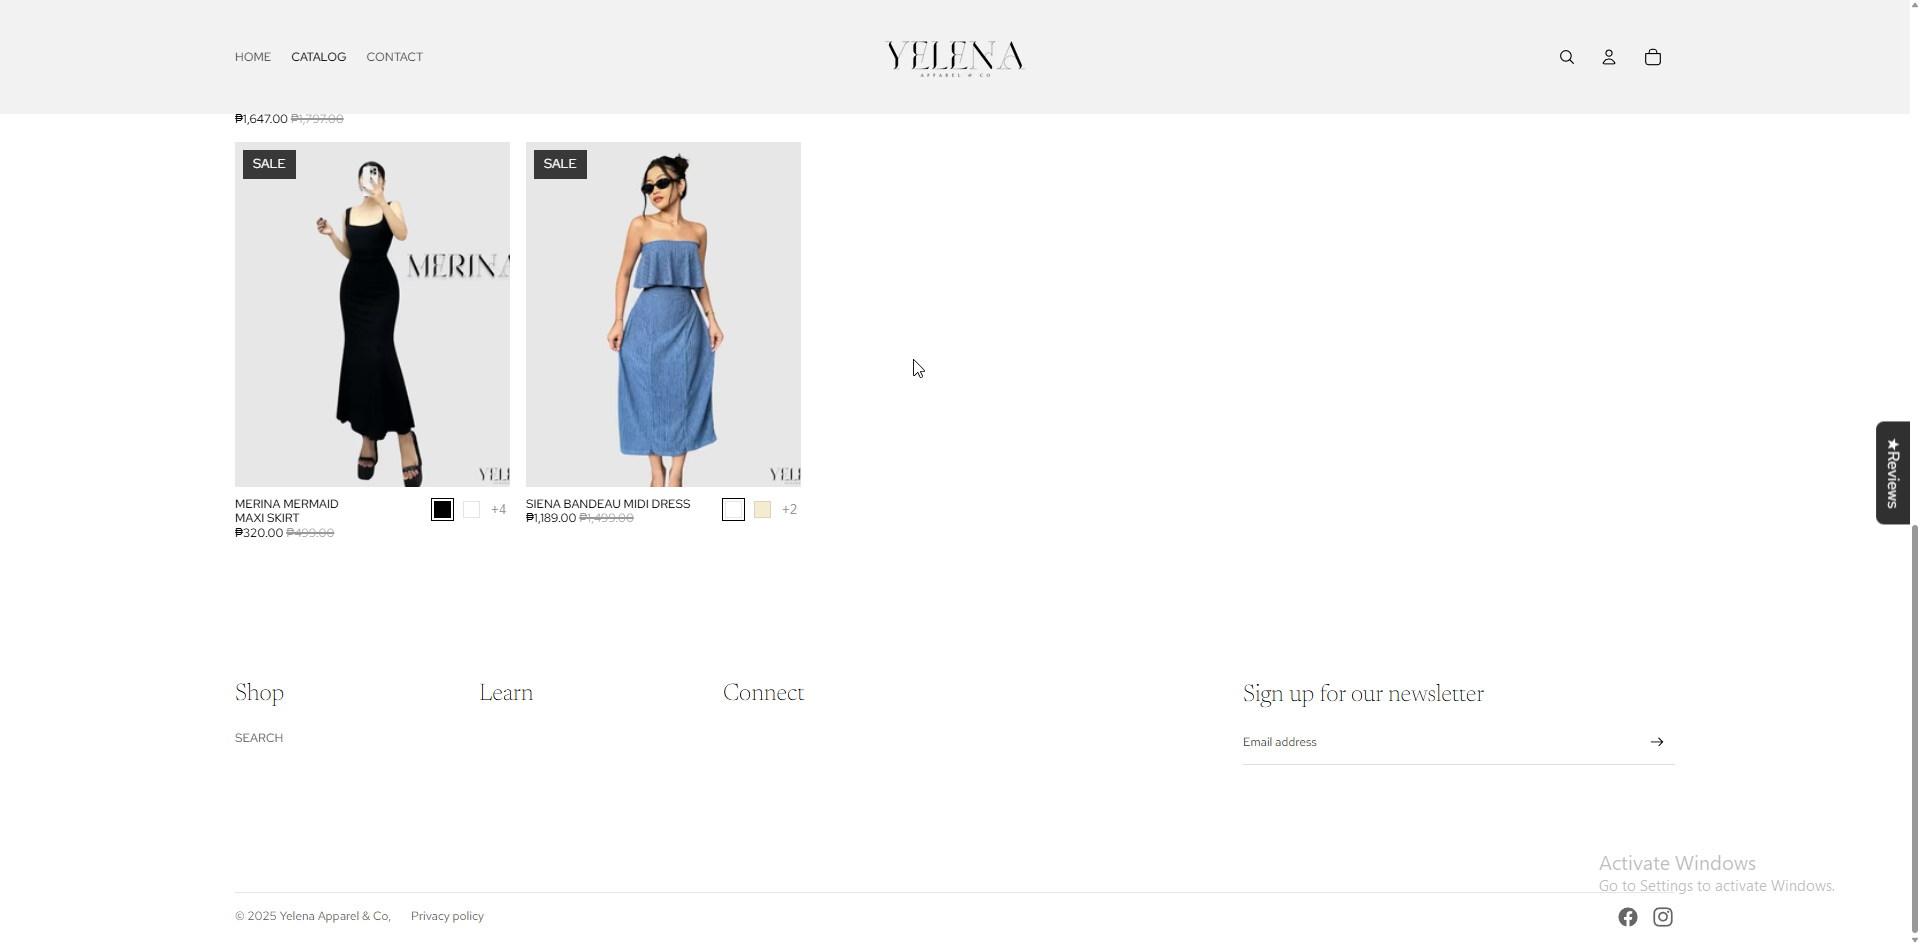 HOME CATALOG CONTACT
YELENA
APPAREL & CO
₱1,647.00 ₱1,797.00
SALE
SALE
MERINA
YEL
YEL
MERINA MERMAID
MAXI SKIRT
₱320.00 ₱499.00
+4
SIENA BANDEAU MIDI DRESS
₱1,189.00 ₱1,499.00
+2
★Reviews
Shop
SEARCH
Learn
Connect
Sign up for our newsletter
Email address
Activate Windows
Go to Settings to activate Windows.
© 2025 Yelena Apparel & Co, Privacy policy